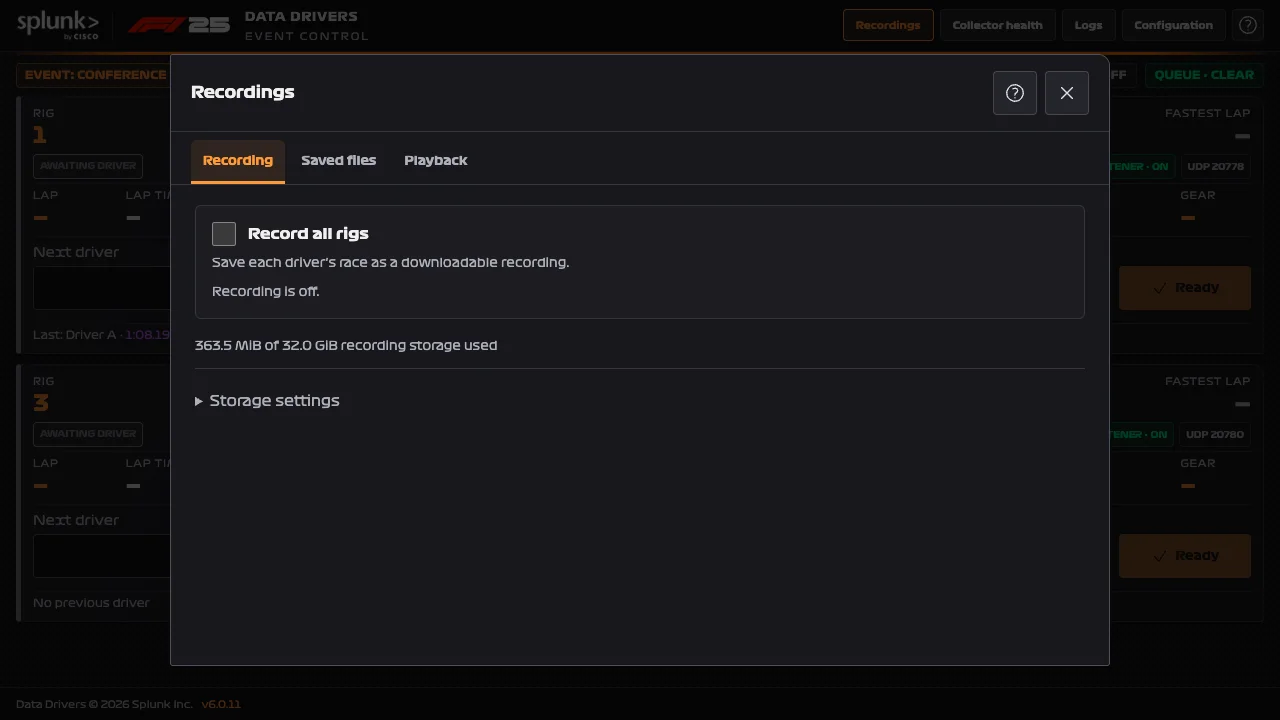 splunk>
by CISCO
F1 25
DATA DRIVERS
EVENT CONTROL
Recordings
Collector health
Logs
Configuration
EVENT: CONFERENCE
FF
QUEUE • CLEAR
Recordings
Recording
Saved files
Playback
Record all rigs
Save each driver's race as a downloadable recording.
Recording is off.
363.5 MiB of 32.0 GiB recording storage used
Storage settings
RIG
1
AWAITING DRIVER
LAP
LAP TI
Next driver
Last: Driver A · 1:08.19
FASTEST LAP
TENER • ON
UDP 20778
GEAR
Ready
RIG
3
AWAITING DRIVER
LAP
LAP TI
Next driver
No previous driver
FASTEST LAP
TENER • ON
UDP 20780
GEAR
Ready
Data Drivers © 2026 Splunk Inc. v6.0.11